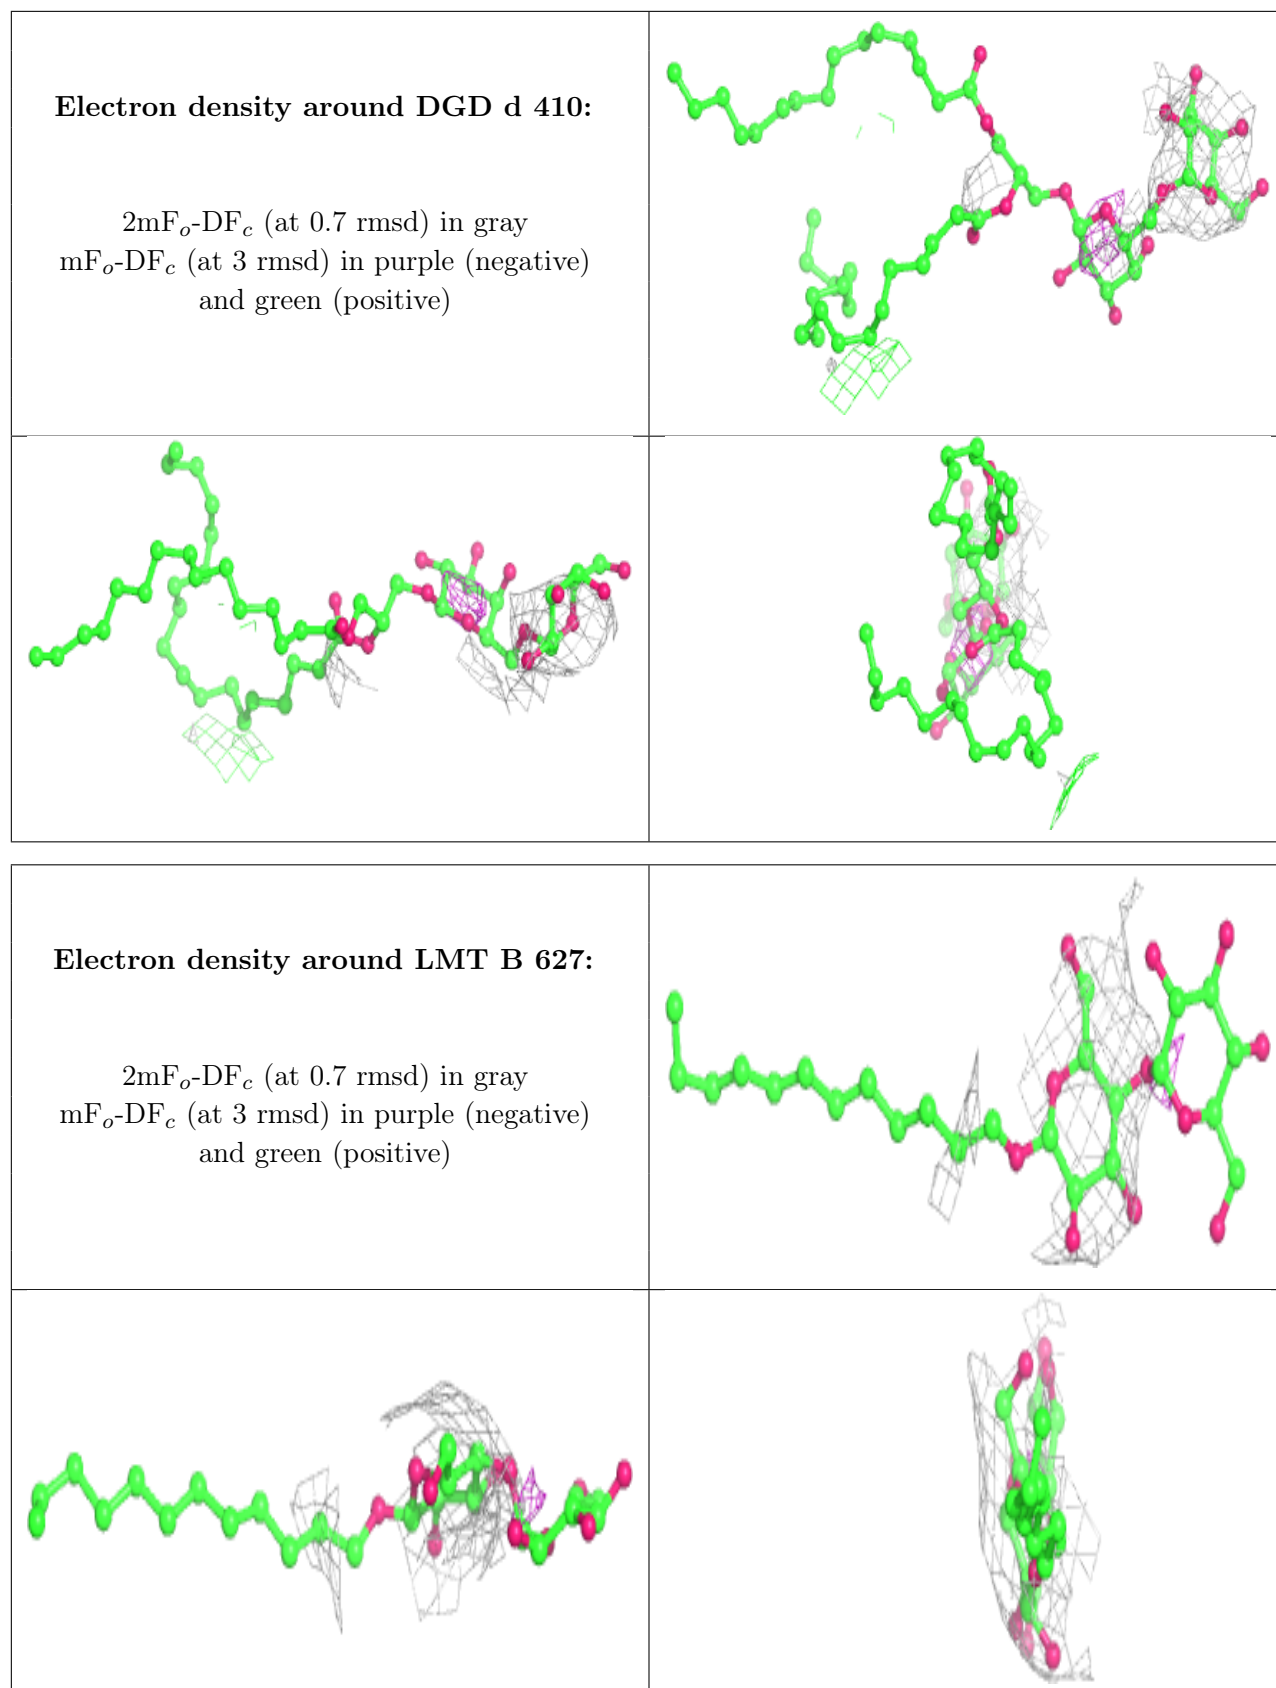 Electron density around DGD d 410:
2mFₒ-DF𝒸 (at 0.7 rmsd) in gray
mFₒ-DF𝒸 (at 3 rmsd) in purple (negative)
and green (positive)
Electron density around LMT B 627:
2mFₒ-DF𝒸 (at 0.7 rmsd) in gray
mFₒ-DF𝒸 (at 3 rmsd) in purple (negative)
and green (positive)